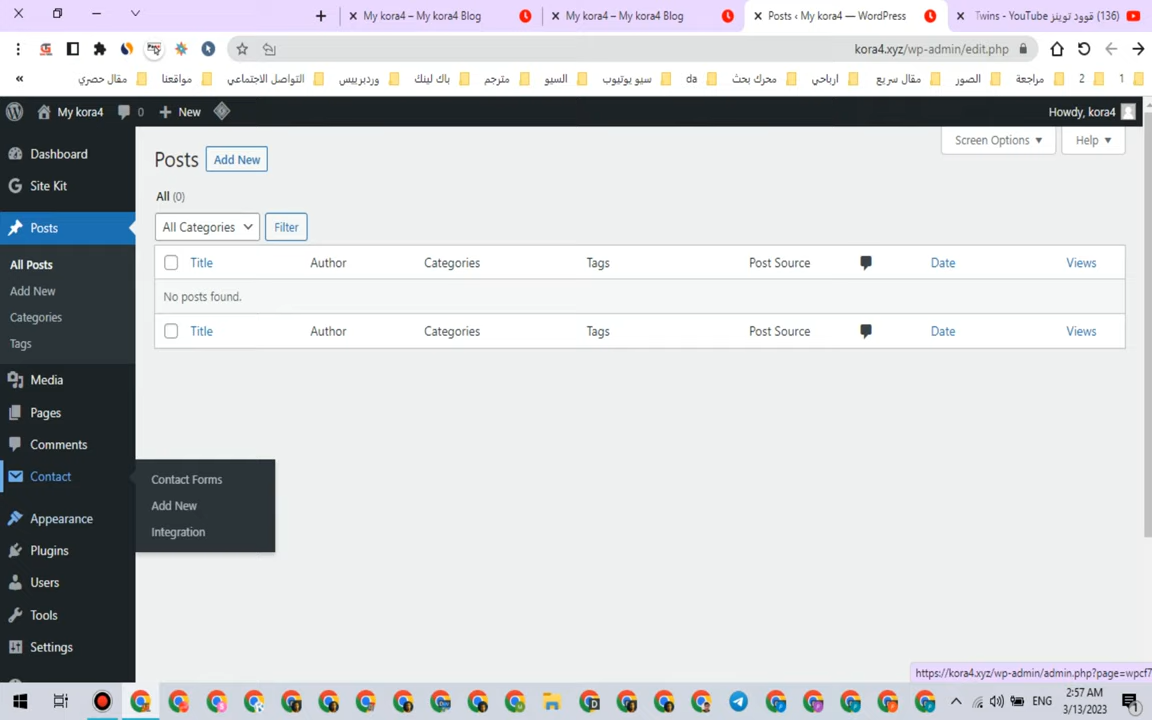 My kora4 – My kora4 Blog
My kora4 – My kora4 Blog
Posts ‹ My kora4 — WordPress
(136) قوود توينز Twins - YouTube
kora4.xyz/wp-admin/edit.php
«
مقال حصري
مواقعنا
باك لينك
وردبرييس
التواصل الاجتماعي
مترجم
السيو
سيو يوتيوب
da
محرك بحث
ارباحي
مقال سريع
الصور
مراجعة
2
1
My kora4
0
New
Howdy, kora4
Dashboard
Site Kit
Posts
All Posts
Add New
Categories
Tags
Media
Pages
Comments
Contact
Contact Forms
Add New
Integration
Appearance
Plugins
Users
Tools
Settings
Screen Options
Help
Posts
Add New
All (0)
All Categories
Filter
Title Author Categories Tags Post Source Date Views
No posts found.
Title Author Categories Tags Post Source Date Views
https://kora4.xyz/wp-admin/admin.php?page=wpcf7
ENG
2:57 AM
3/13/2023